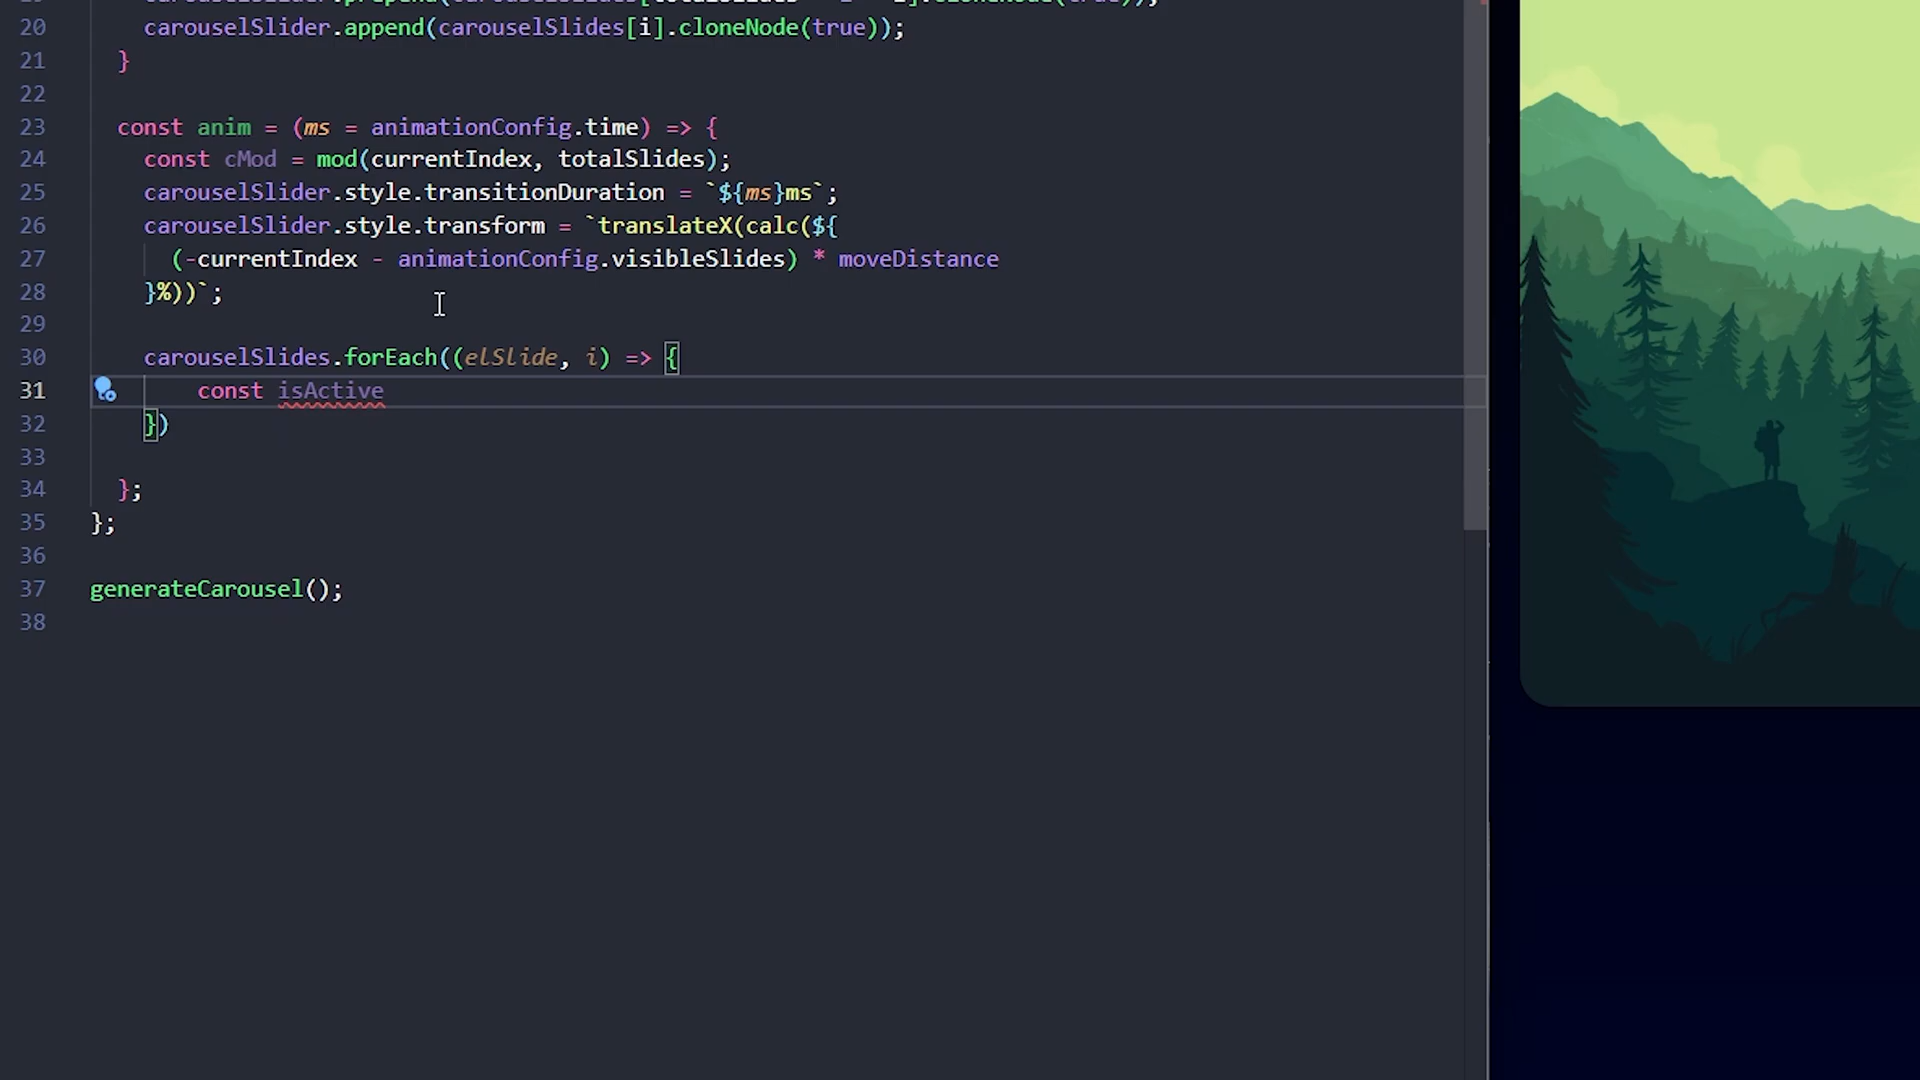 20 carouselSlider.append(carouselSlides[i].cloneNode(true));
21 }
22
23 const anim = (ms = animationConfig.time) => {
24 const cMod = mod(currentIndex, totalSlides);
25 carouselSlider.style.transitionDuration = `${ms}ms`;
26 carouselSlider.style.transform = `translateX(calc(${
27 (-currentIndex - animationConfig.visibleSlides) * moveDistance
28 }%))`;
29
30 carouselSlides.forEach((elSlide, i) => {
31 const isActive
32 })
33
34 };
35 };
36
37 generateCarousel();
38